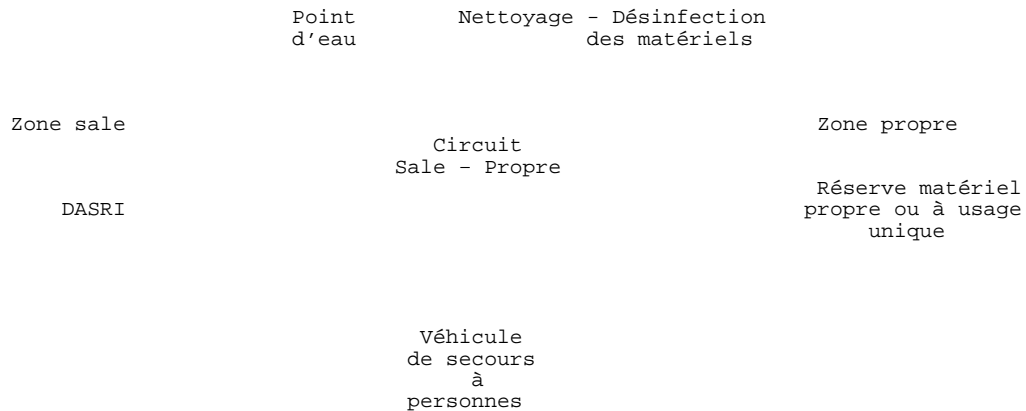 Point
d'eau
Nettoyage - Désinfection
des matériels
Zone sale
Zone propre
Circuit
Sale – Propre
DASRI
Réserve matériel
propre ou à usage
unique
Véhicule
de secours
à
personnes